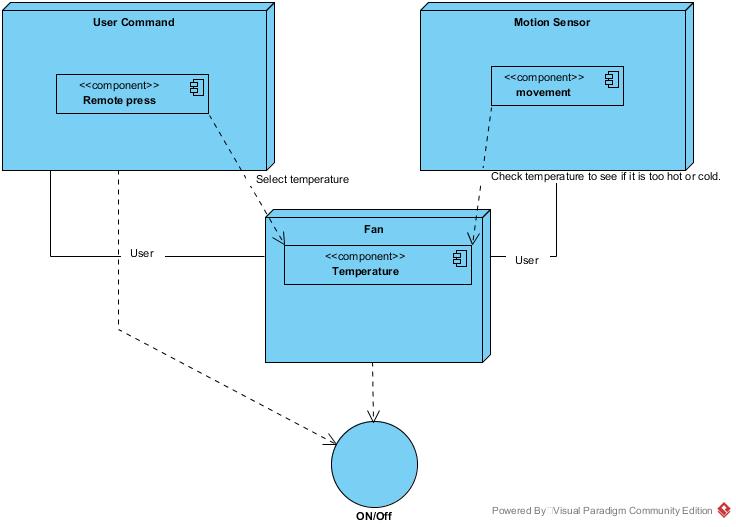 User Command
Motion Sensor
<<component>>
Remote press
<<component>>
movement
Select temperature
Check temperature to see if it is too hot or cold.
Fan
User
<<component>>
Temperature
User
ON/Off
Powered By Visual Paradigm Community Edition